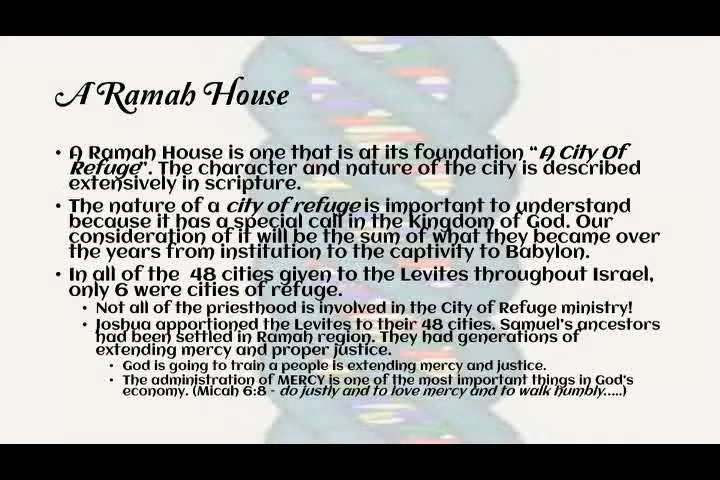 A Ramah House
• A Ramah House is one that is at its foundation “A City Of
Refuge”. The character and nature of the city is described
extensively in scripture.
• The nature of a city of refuge is important to understand
because it has a special call in the kingdom of God. Our
consideration of it will be the sum of what they became over
the years from institution to the captivity to Babylon.
• In all of the 48 cities given to the Levites throughout Israel,
only 6 were cities of refuge.
• Not all of the priesthood is involved in the City of Refuge ministry!
• Joshua apportioned the Levites to their 48 cities. Samuel's ancestors
had been settled in Ramah region. They had generations of
extending mercy and proper justice.
• God is going to train a people is extending mercy and justice.
• The administration of MERCY is one of the most important things in God's
economy. (Micah 6:8 - do justly and to love mercy and to walk humbly.....)